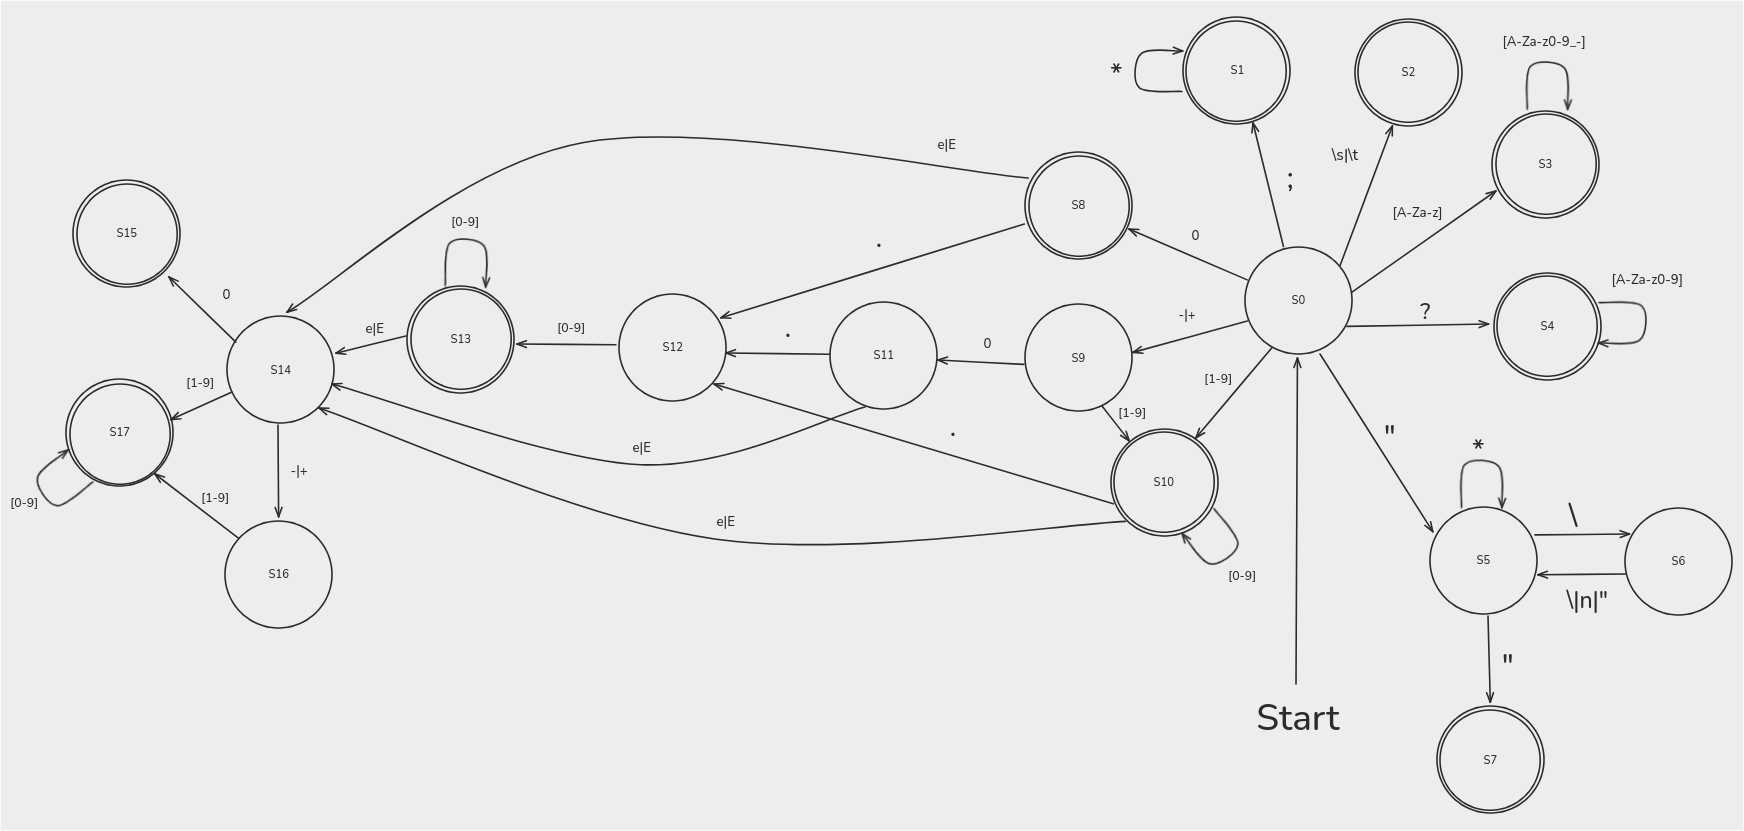 [A-Za-z0-9_-]
S1
*
S2
e|E
\s|\t
S3
;
S8
[A-Za-z]
[0-9]
S15
.
0
[A-Za-z0-9]
0
S0
?
-|+
S4
e|E
[0-9]
.
S13
S12
S11
0
S9
S14
[1-9]
[1-9]
[1-9]
S17
"
e|E
.
*
-|+
S10
[0-9]
[1-9]
e|E
\
S5
S6
S16
[0-9]
\|n|"
"
Start
S7